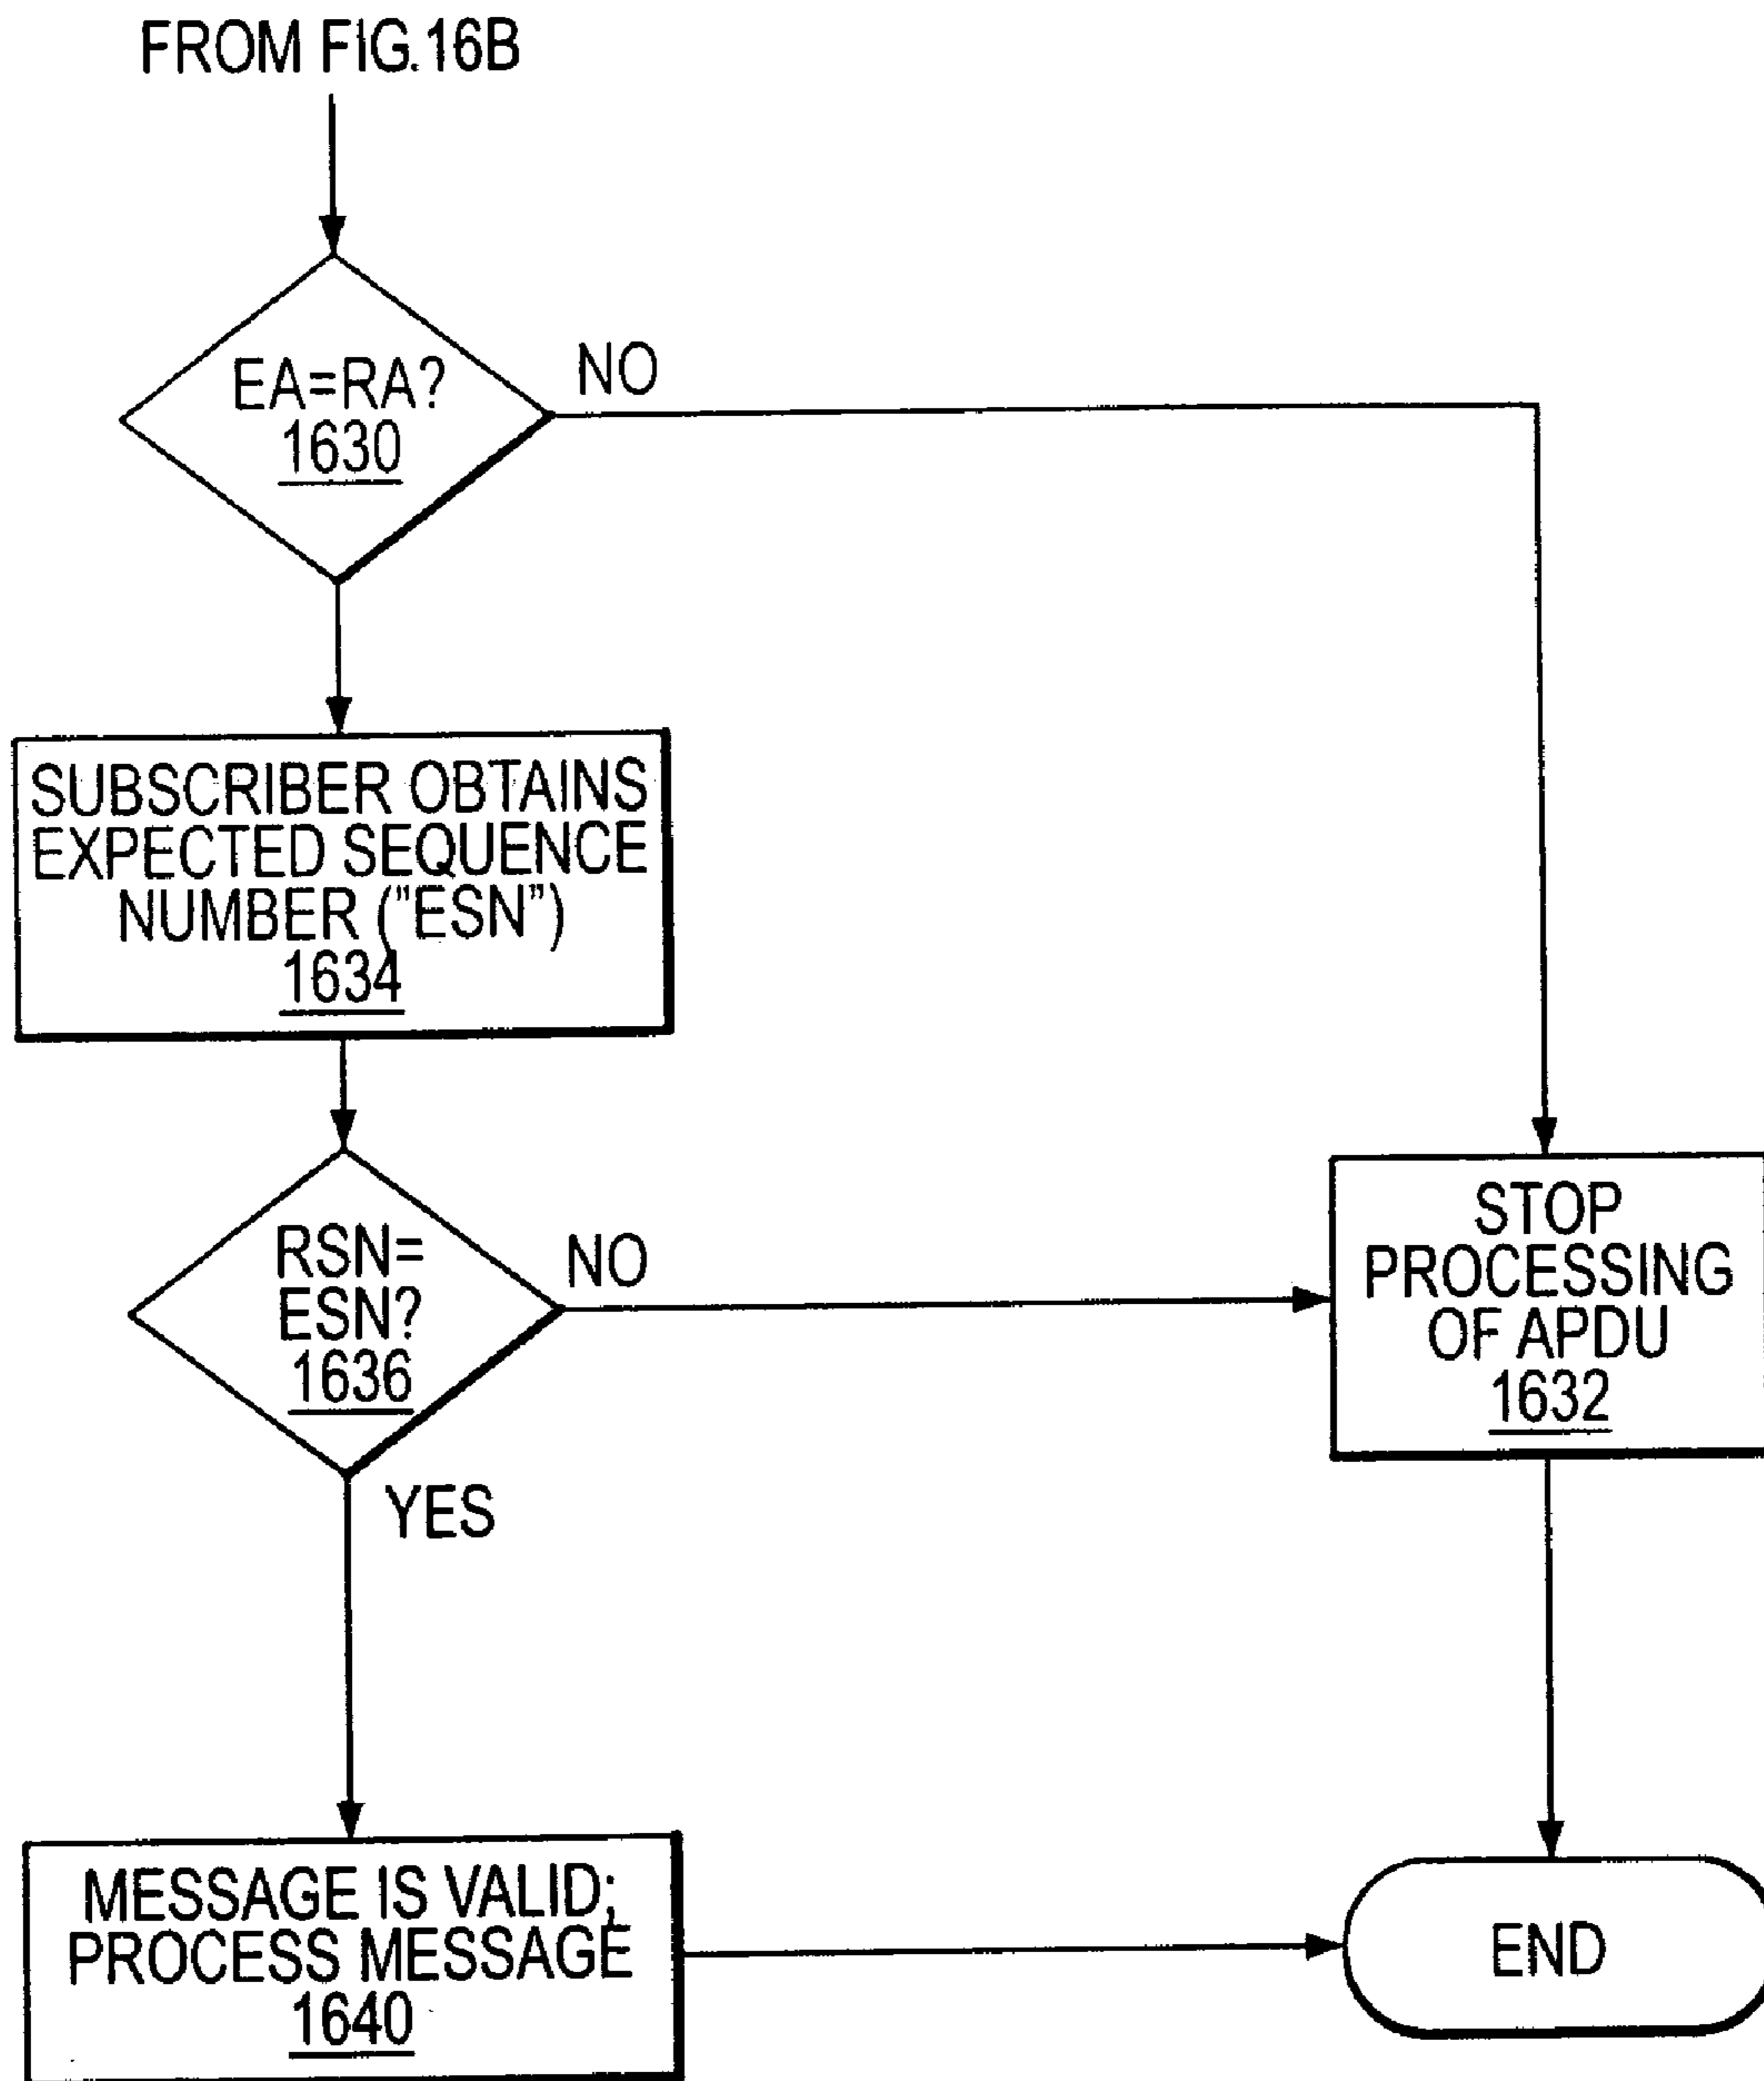 FROM FIG.16B
EA=RA?
1630
NO
SUBSCRIBER OBTAINS
EXPECTED SEQUENCE
NUMBER ("ESN")
1634
RSN=
ESN?
1636
NO
YES
STOP
PROCESSING
OF APDU
1632
MESSAGE IS VALID;
PROCESS MESSAGE
1640
END